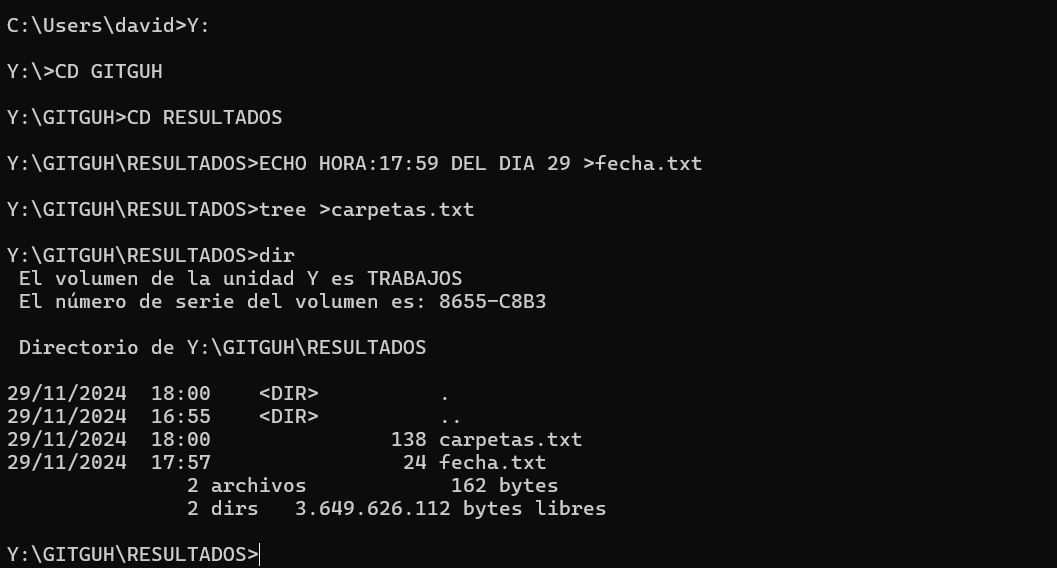 C:\Users\david>Y:
Y:\>CD GITGUH
Y:\GITGUH>CD RESULTADOS
Y:\GITGUH\RESULTADOS>ECHO HORA:17:59 DEL DIA 29 >fecha.txt
Y:\GITGUH\RESULTADOS>tree >carpetas.txt
Y:\GITGUH\RESULTADOS>dir
 El volumen de la unidad Y es TRABAJOS
 El número de serie del volumen es: 8655-C8B3
 Directorio de Y:\GITGUH\RESULTADOS
29/11/2024  18:00    <DIR>          .
29/11/2024  16:55    <DIR>          ..
29/11/2024  18:00               138 carpetas.txt
29/11/2024  17:57                24 fecha.txt
               2 archivos            162 bytes
               2 dirs   3.649.626.112 bytes libres
Y:\GITGUH\RESULTADOS>